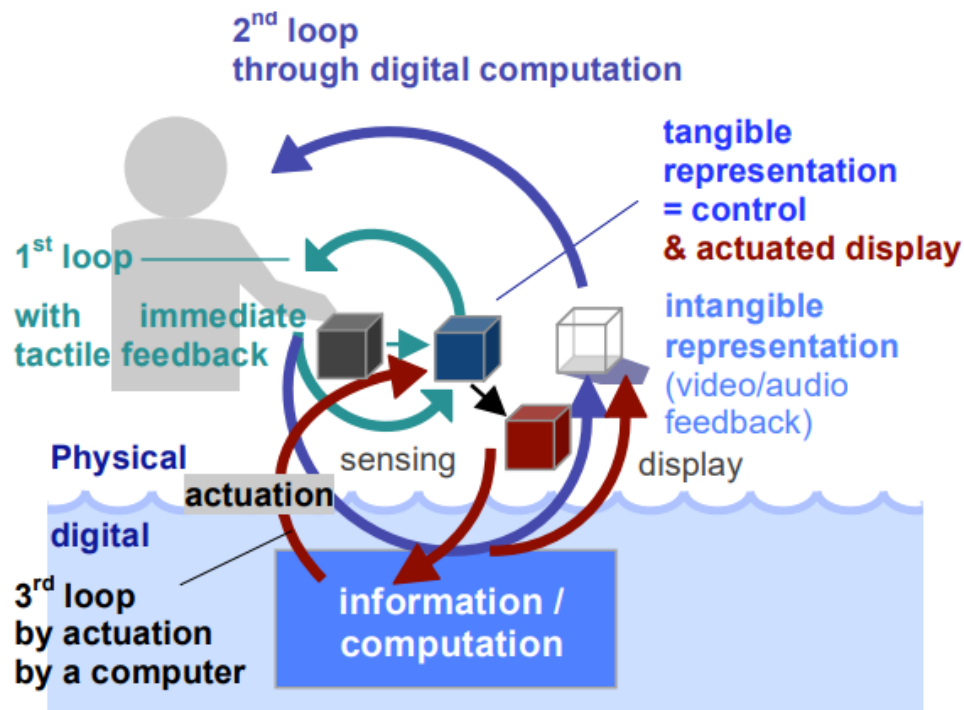 2nd loop
through digital computation
tangible
representation
= control
& actuated display
1st loop
with immediate
tactile feedback
intangible
representation
(video/audio
feedback)
Physical
sensing
display
actuation
digital
3rd loop
by actuation
by a computer
information /
computation